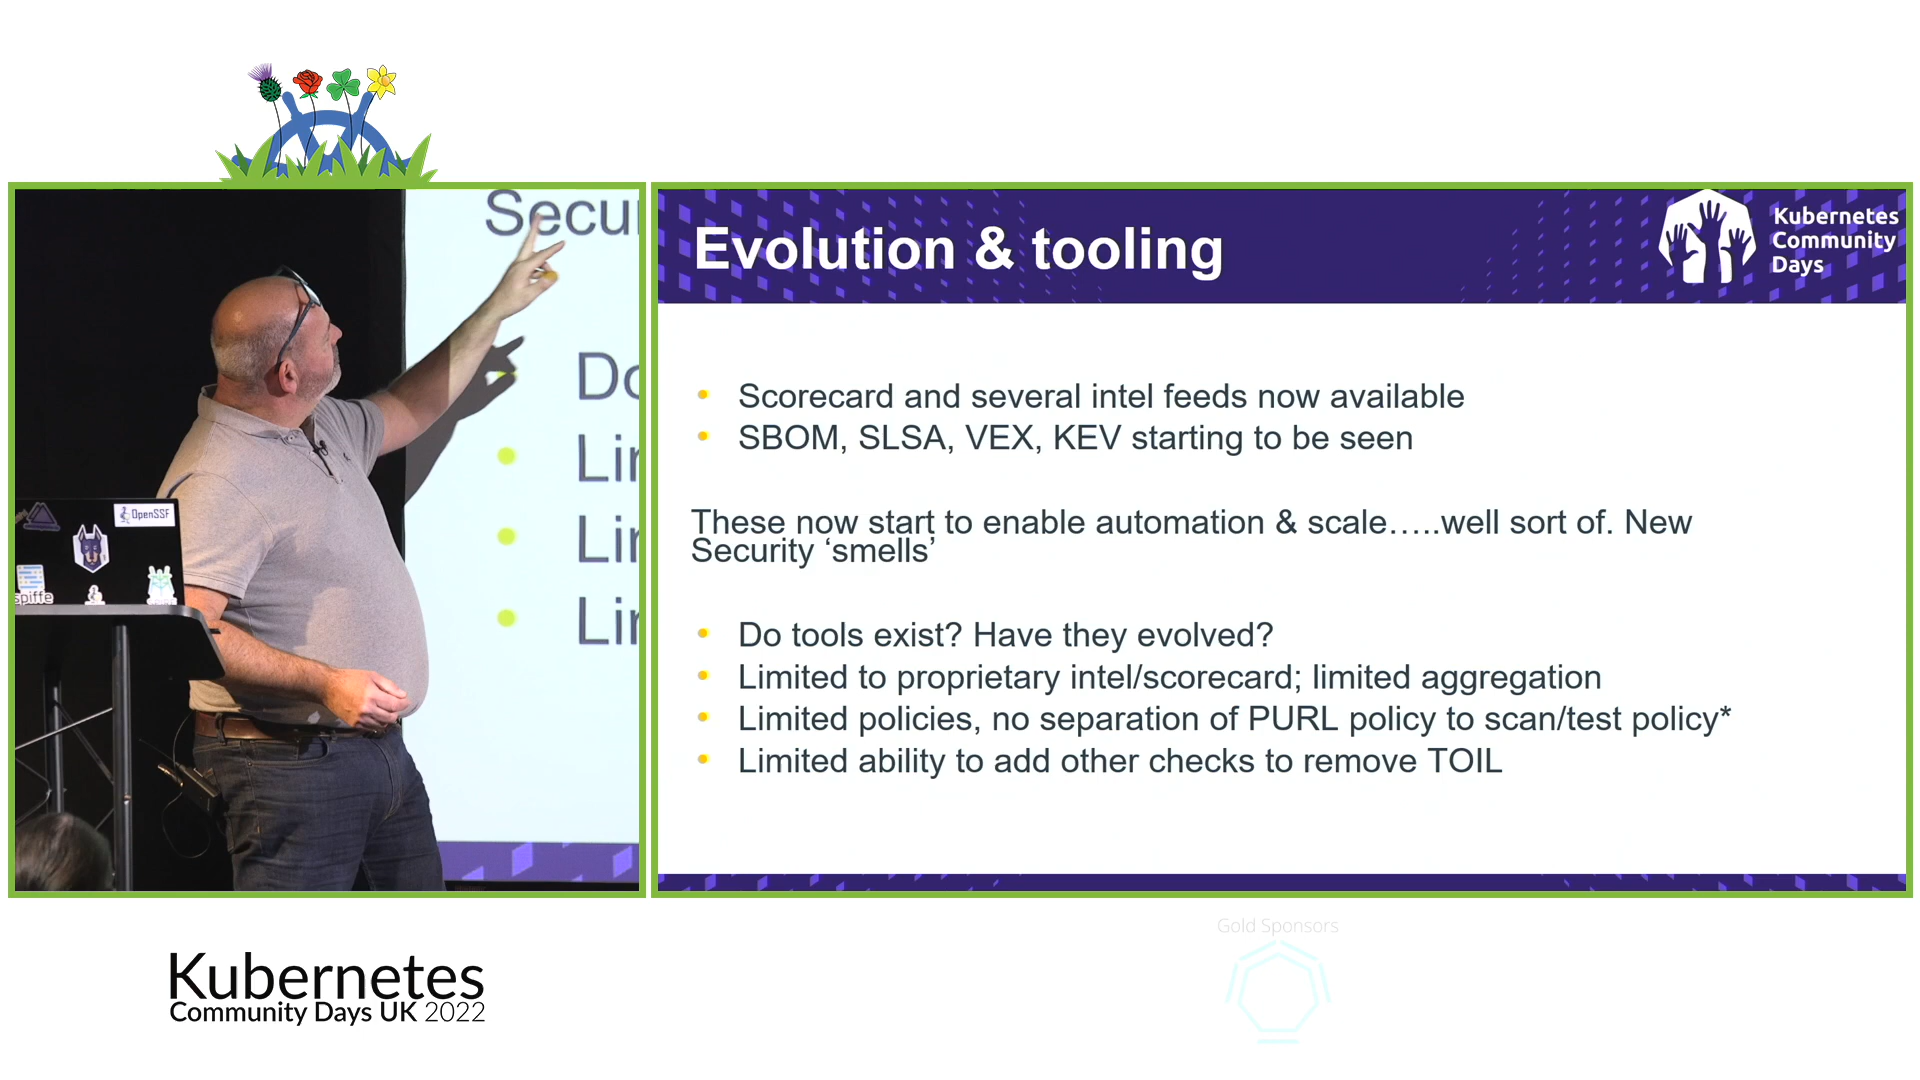 Secur
Do
Lin
Lin
Lin
OpenSSF
spiffe
Evolution & tooling
Kubernetes
Community
Days
• Scorecard and several intel feeds now available
• SBOM, SLSA, VEX, KEV starting to be seen
These now start to enable automation & scale…..well sort of. New
Security ‘smells’
• Do tools exist? Have they evolved?
• Limited to proprietary intel/scorecard; limited aggregation
• Limited policies, no separation of PURL policy to scan/test policy*
• Limited ability to add other checks to remove TOIL
Gold Sponsors
Kubernetes
Community Days UK 2022